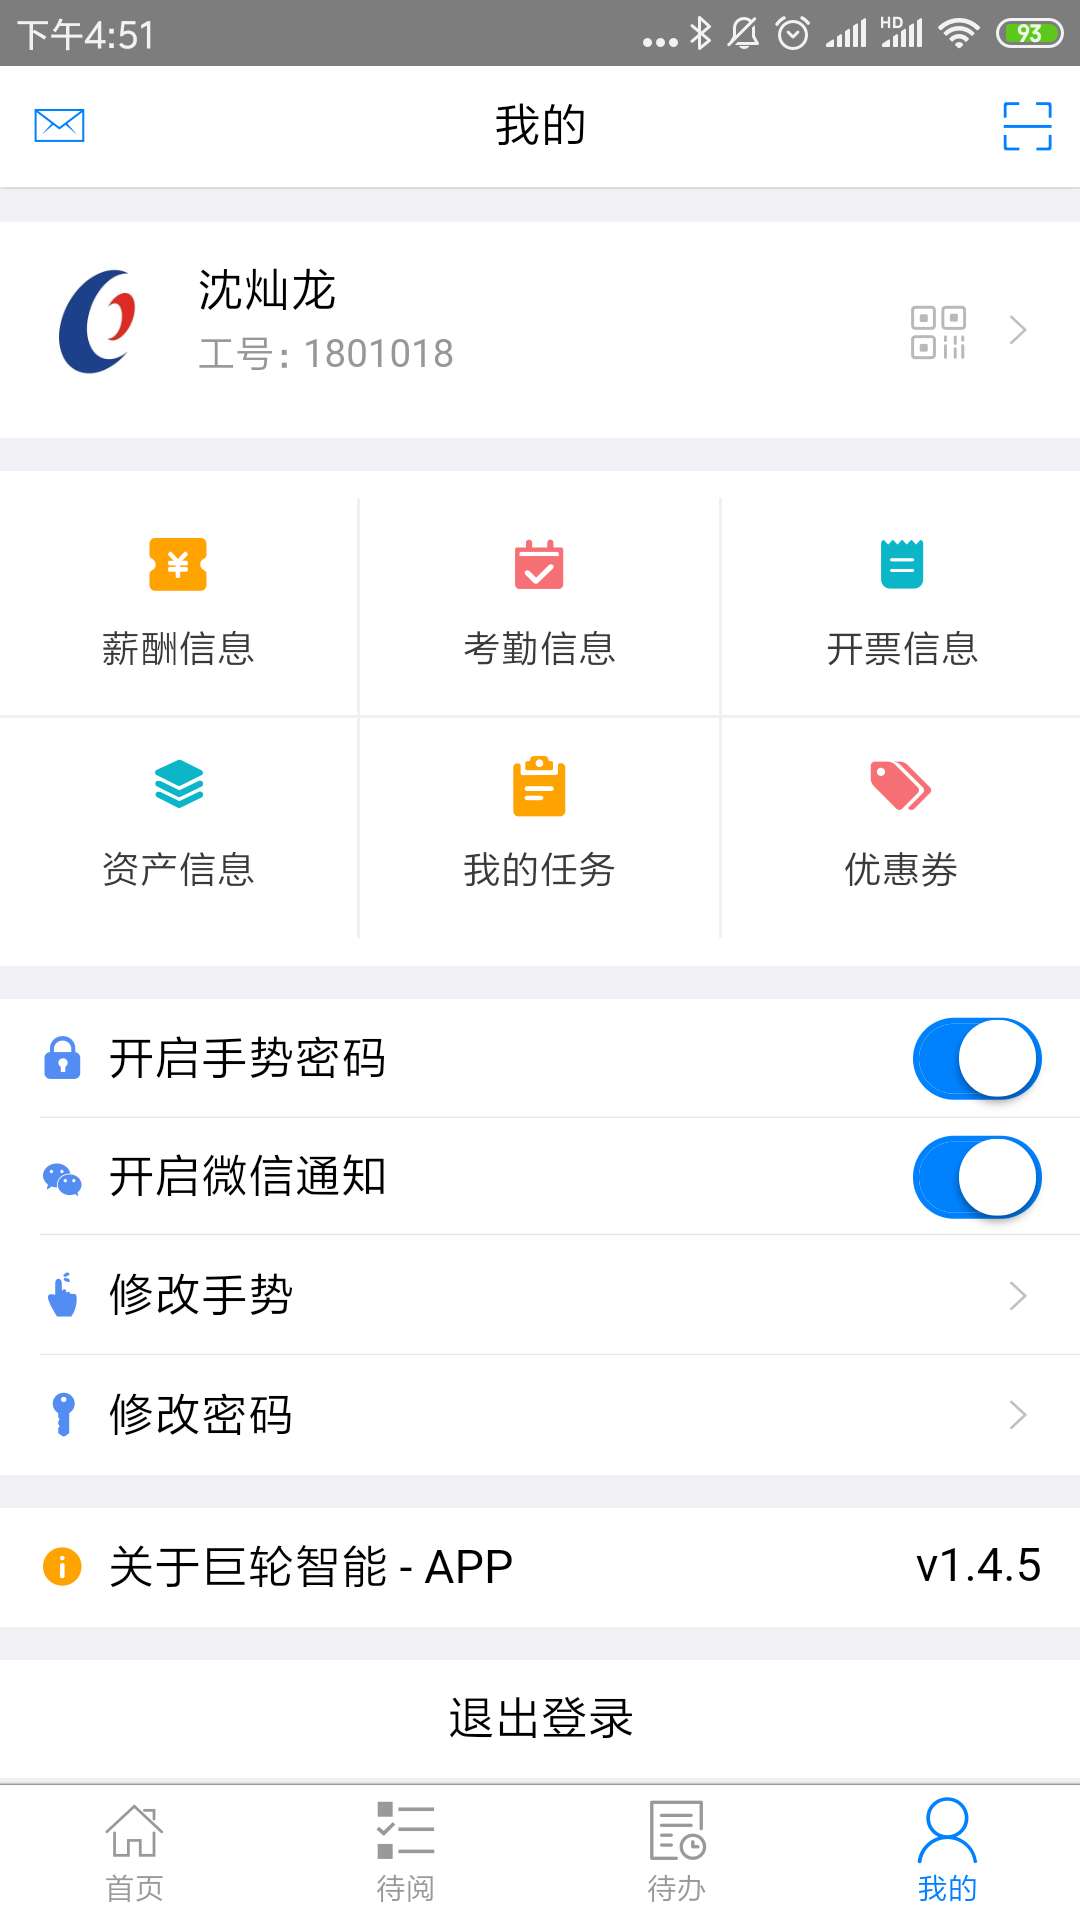 下午4:51
HD
93
我的
沈灿龙
工号：1801018
薪酬信息
考勤信息
开票信息
资产信息
我的任务
优惠券
开启手势密码
开启微信通知
修改手势
修改密码
关于巨轮智能 - APP
v1.4.5
退出登录
首页
待阅
待办
我的